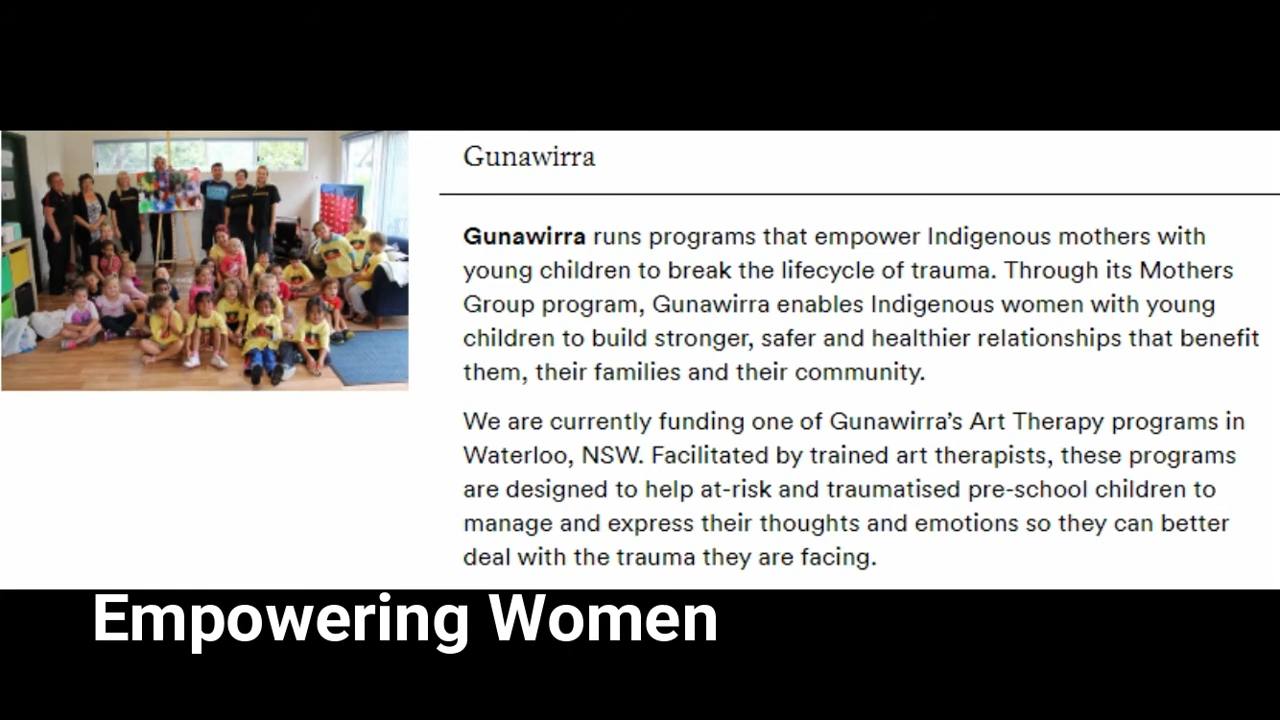 Gunawirra
Gunawirra runs programs that empower Indigenous mothers with
young children to break the lifecycle of trauma. Through its Mothers
Group program, Gunawirra enables Indigenous women with young
children to build stronger, safer and healthier relationships that benefit
them, their families and their community.
We are currently funding one of Gunawirra’s Art Therapy programs in
Waterloo, NSW. Facilitated by trained art therapists, these programs
are designed to help at-risk and traumatised pre-school children to
manage and express their thoughts and emotions so they can better
deal with the trauma they are facing.
Empowering Women